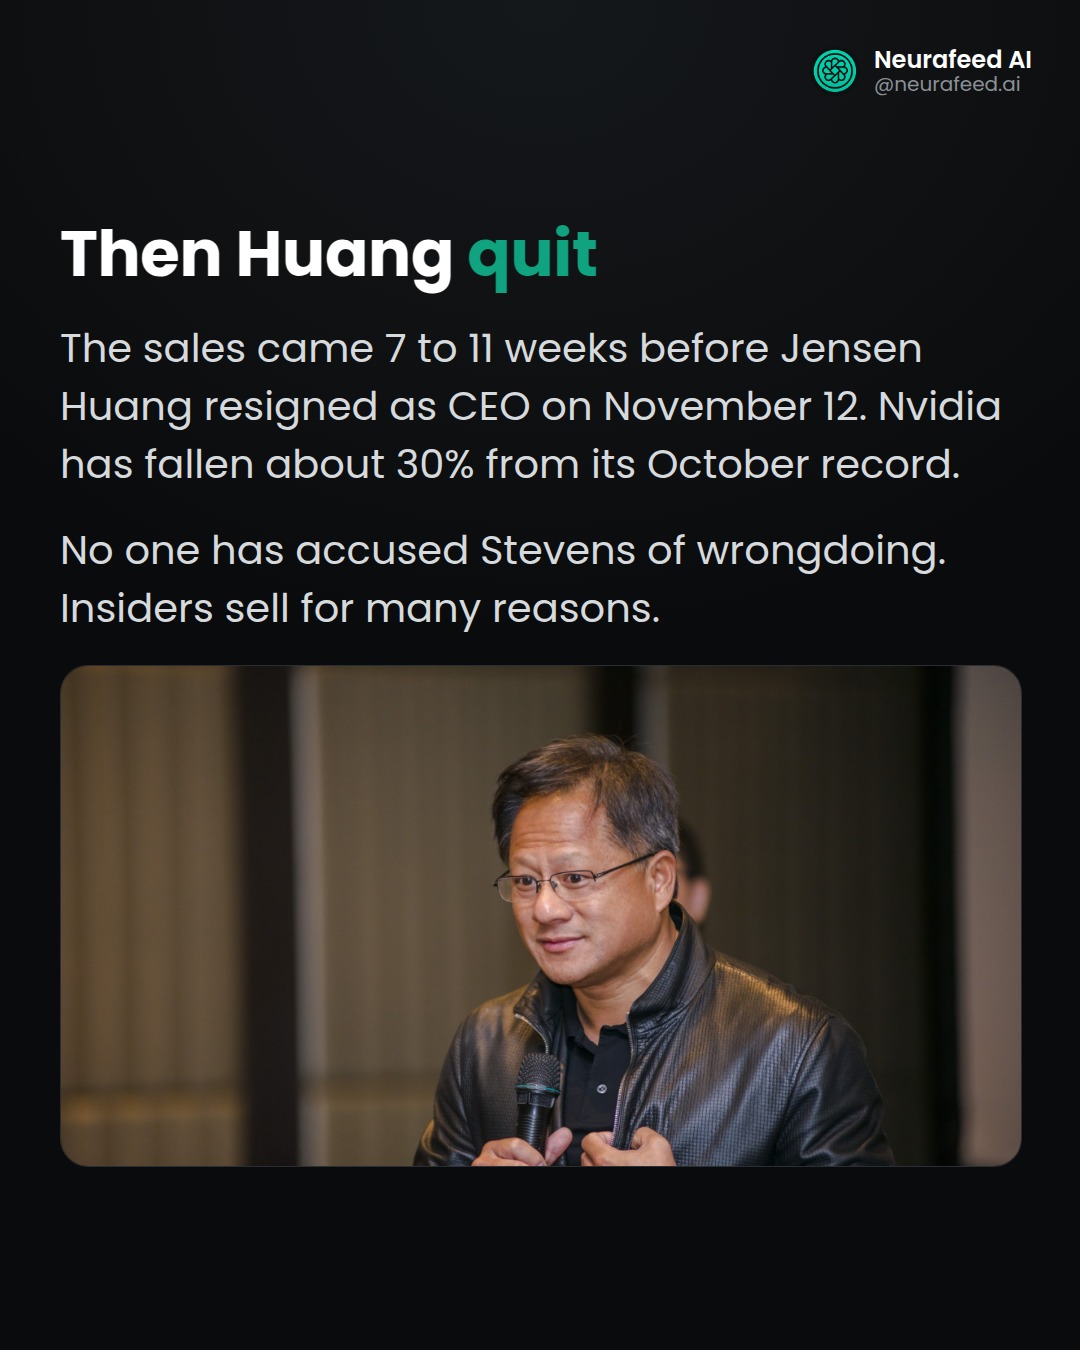 Neurafeed AI
@neurafeed.ai
Then Huang quit
The sales came 7 to 11 weeks before Jensen
Huang resigned as CEO on November 12. Nvidia
has fallen about 30% from its October record.
No one has accused Stevens of wrongdoing.
Insiders sell for many reasons.